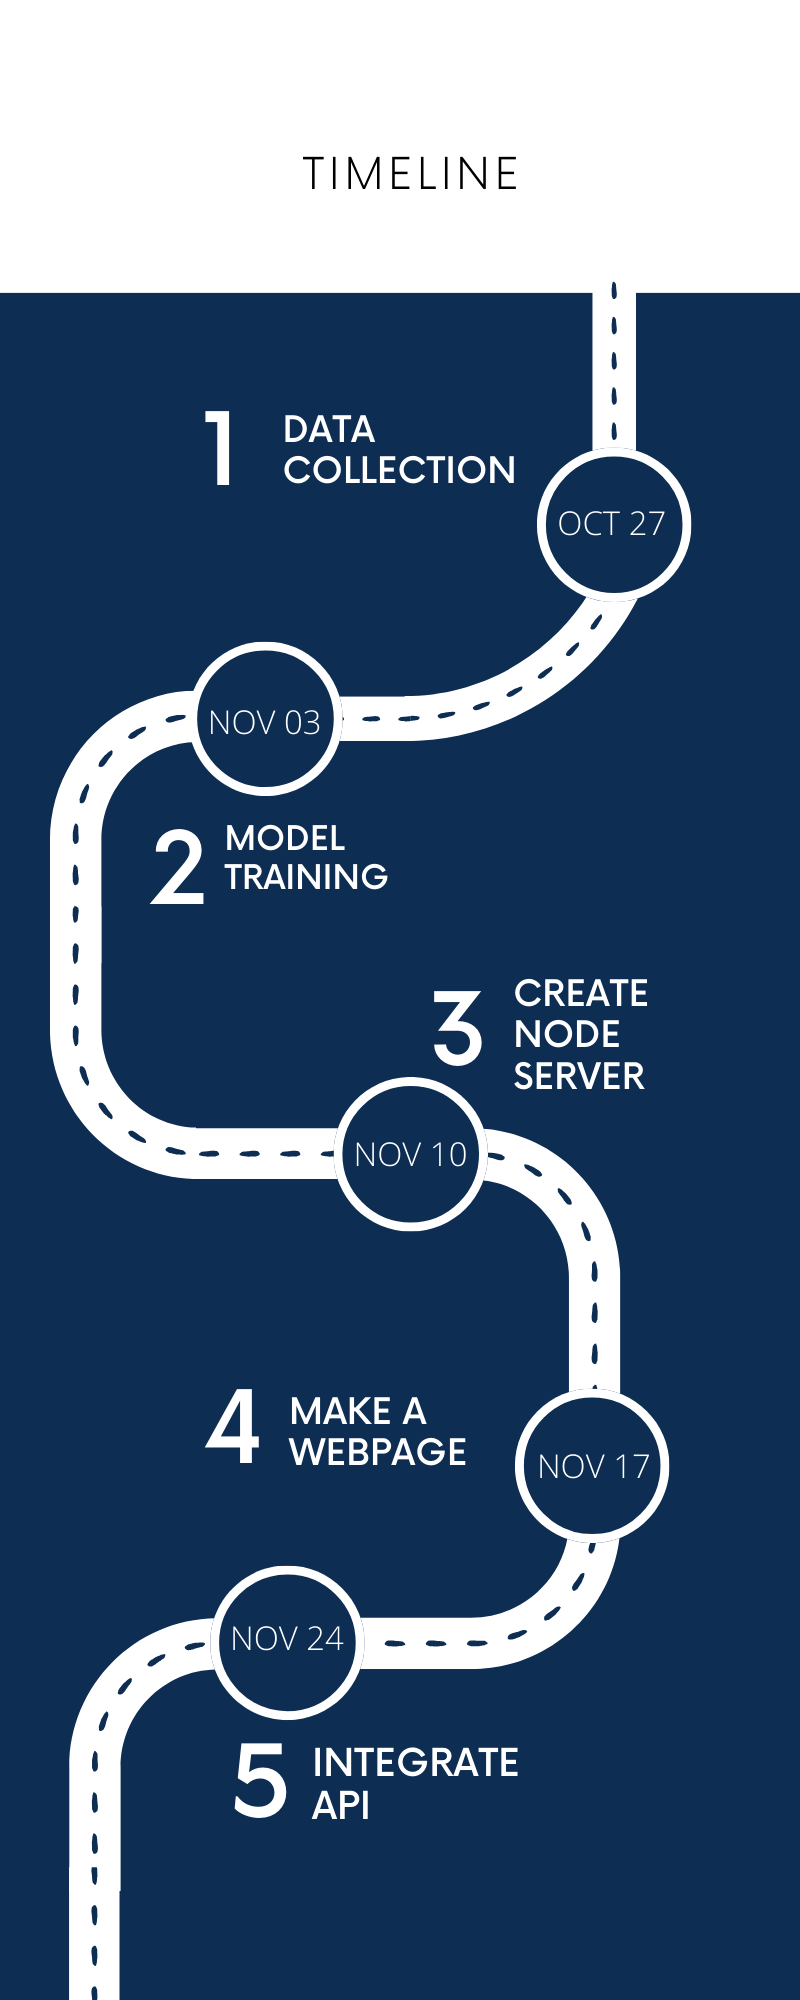 TIMELINE
1
DATA
COLLECTION
OCT 27
NOV 03
2
MODEL
TRAINING
3
CREATE
NODE
SERVER
NOV 10
4
MAKE A
WEBPAGE
NOV 17
NOV 24
5
INTEGRATE
API